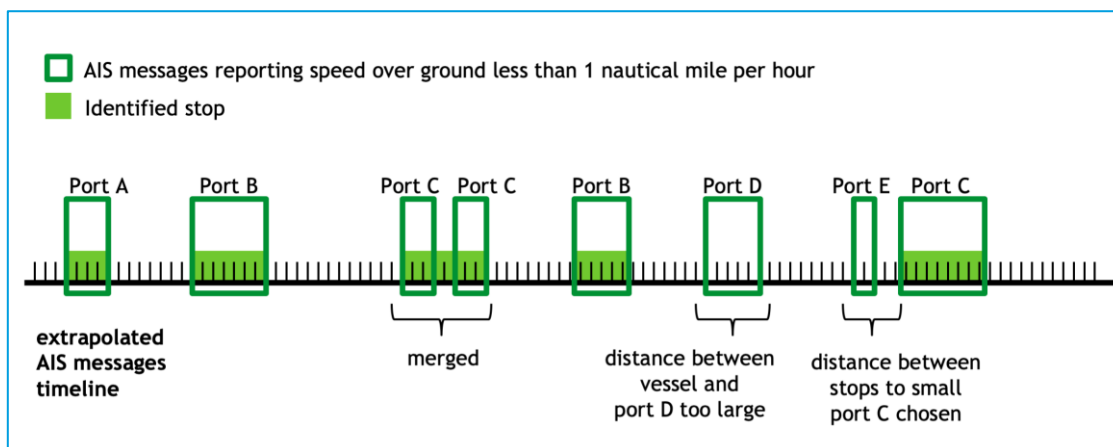 AIS messages reporting speed over ground less than 1 nautical mile per hour
Identified stop
Port A
Port B
Port C
Port C
Port B
Port D
Port E
Port C
extrapolated
AIS messages
timeline
merged
distance between
vessel and
port D too large
distance between
stops to small
port C chosen